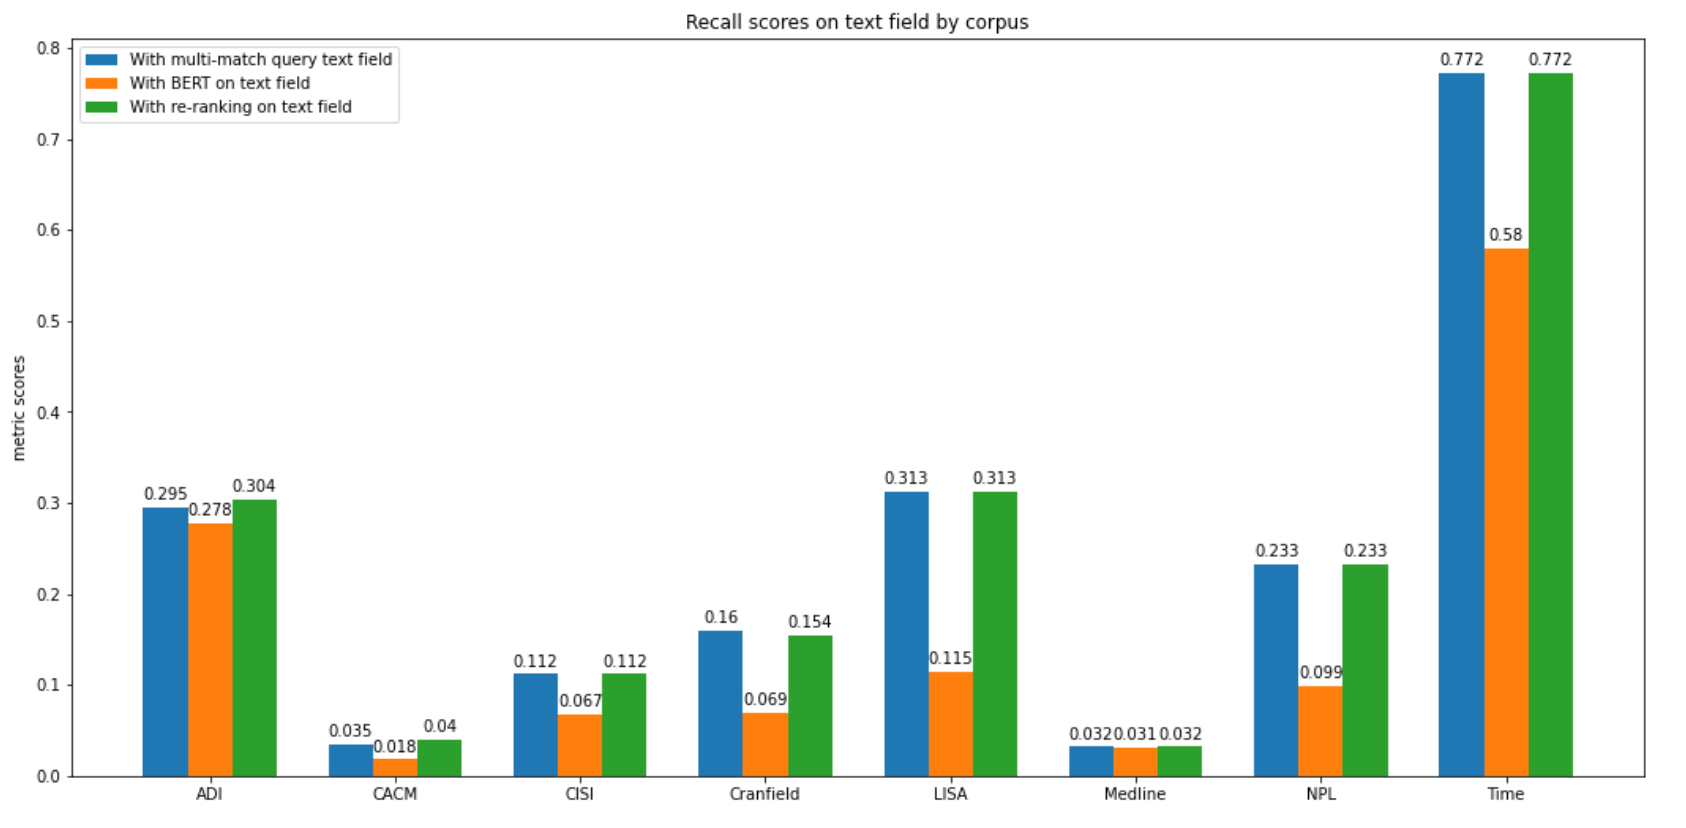 Recall scores on text field by corpus
With multi-match query text field
With BERT on text field
With re-ranking on text field
metric scores
0.8
0.7
0.6
0.5
0.4
0.3
0.2
0.1
0.0
0.295
0.278
0.304
0.035
0.018
0.04
0.112
0.067
0.112
0.16
0.069
0.154
0.313
0.115
0.313
0.032
0.031
0.032
0.233
0.099
0.233
0.772
0.58
0.772
ADI
CACM
CISI
Cranfield
LISA
Medline
NPL
Time